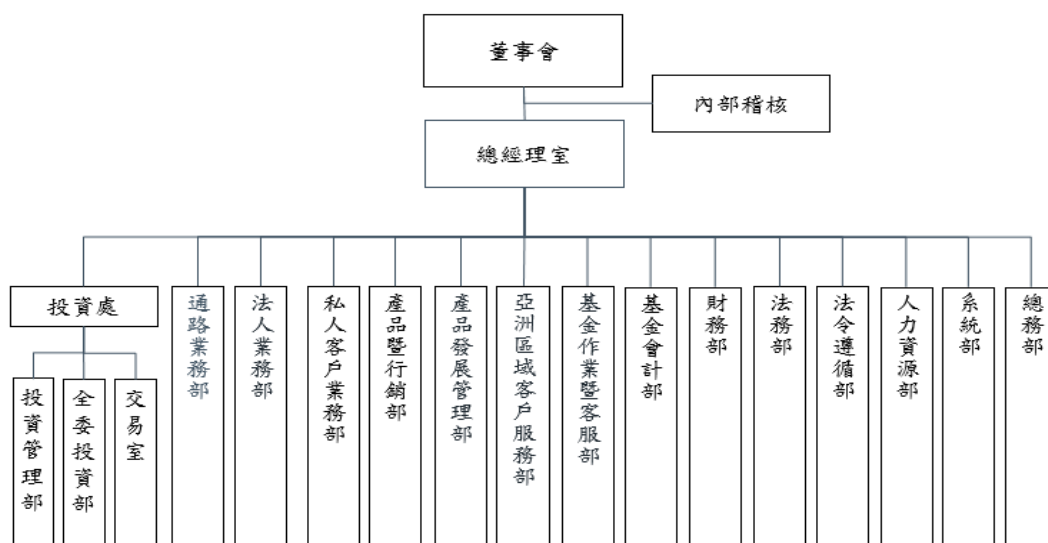 董事會
內部稽核
總經理室
投資處
投資管理部
全委投資部
交易室
通路業務部
法人業務部
私人客戶業務部
產品暨行銷部
產品發展管理部
亞洲區域客戶服務部
基金作業暨客服部
基金會計部
財務部
法務部
法令遵循部
人力資源部
系統部
總務部